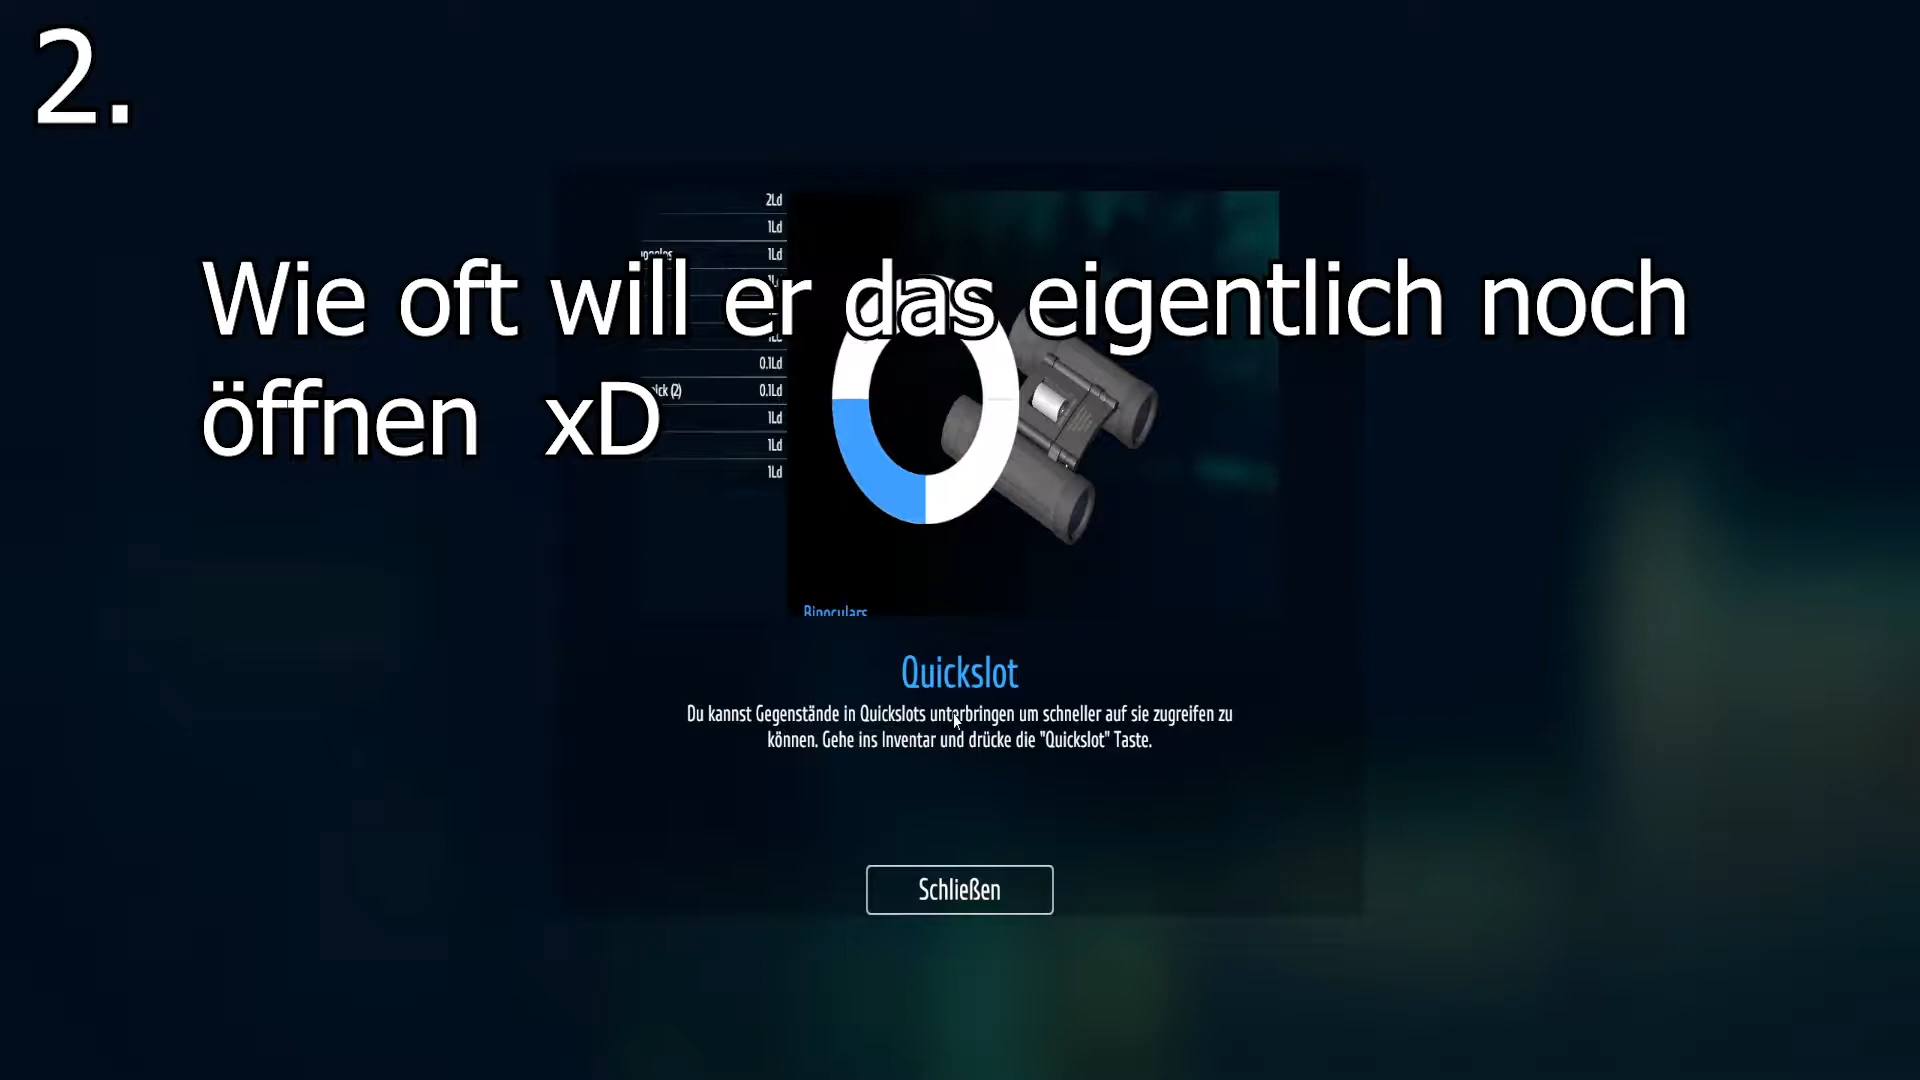 2.
2Ld
1Ld
1Ld
Wie oft will er das eigentlich noch
öffnen xD
0.1Ld
ick (2) 0.1Ld
1Ld
1Ld
1Ld
Binoculars
Quickslot
Du kannst Gegenstände in Quickslots unterbringen um schneller auf sie zugreifen zu
können. Gehe ins Inventar und drücke die "Quickslot" Taste.
Schließen